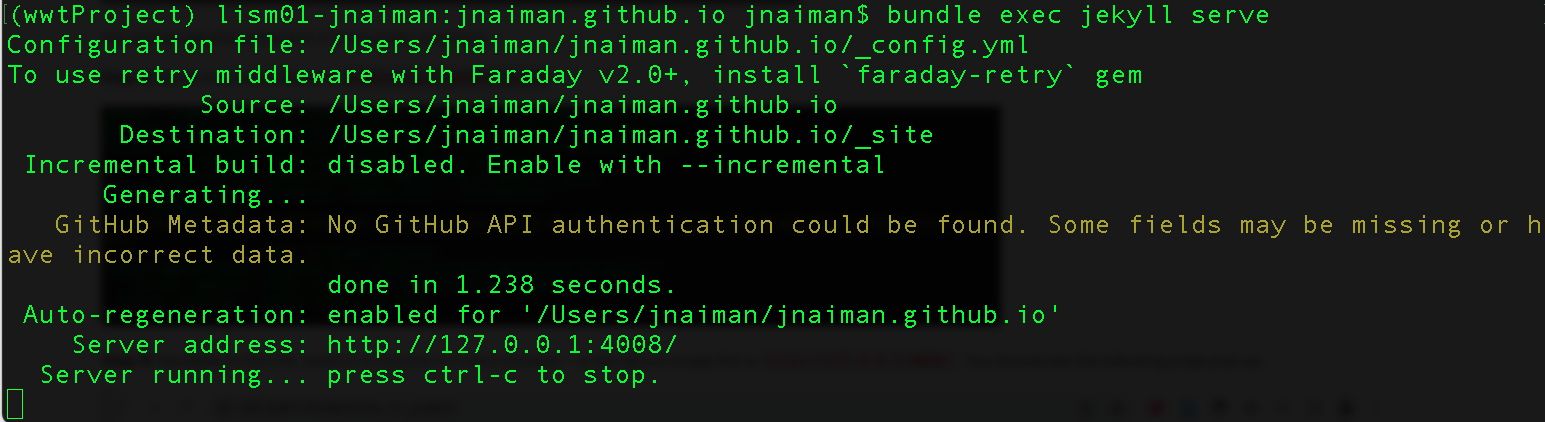 (wwtProject) lism01-jnaiman:jnaiman.github.io jnaiman$ bundle exec jekyll serve
Configuration file: /Users/jnaiman/jnaiman.github.io/_config.yml
To use retry middleware with Faraday v2.0+, install `faraday-retry` gem
Source: /Users/jnaiman/jnaiman.github.io
Destination: /Users/jnaiman/jnaiman.github.io/_site
Incremental build: disabled. Enable with --incremental
Generating...
GitHub Metadata: No GitHub API authentication could be found. Some fields may be missing or h
ave incorrect data.
done in 1.238 seconds.
Auto-regeneration: enabled for '/Users/jnaiman/jnaiman.github.io'
Server address: http://127.0.0.1:4008/
Server running... press ctrl-c to stop.